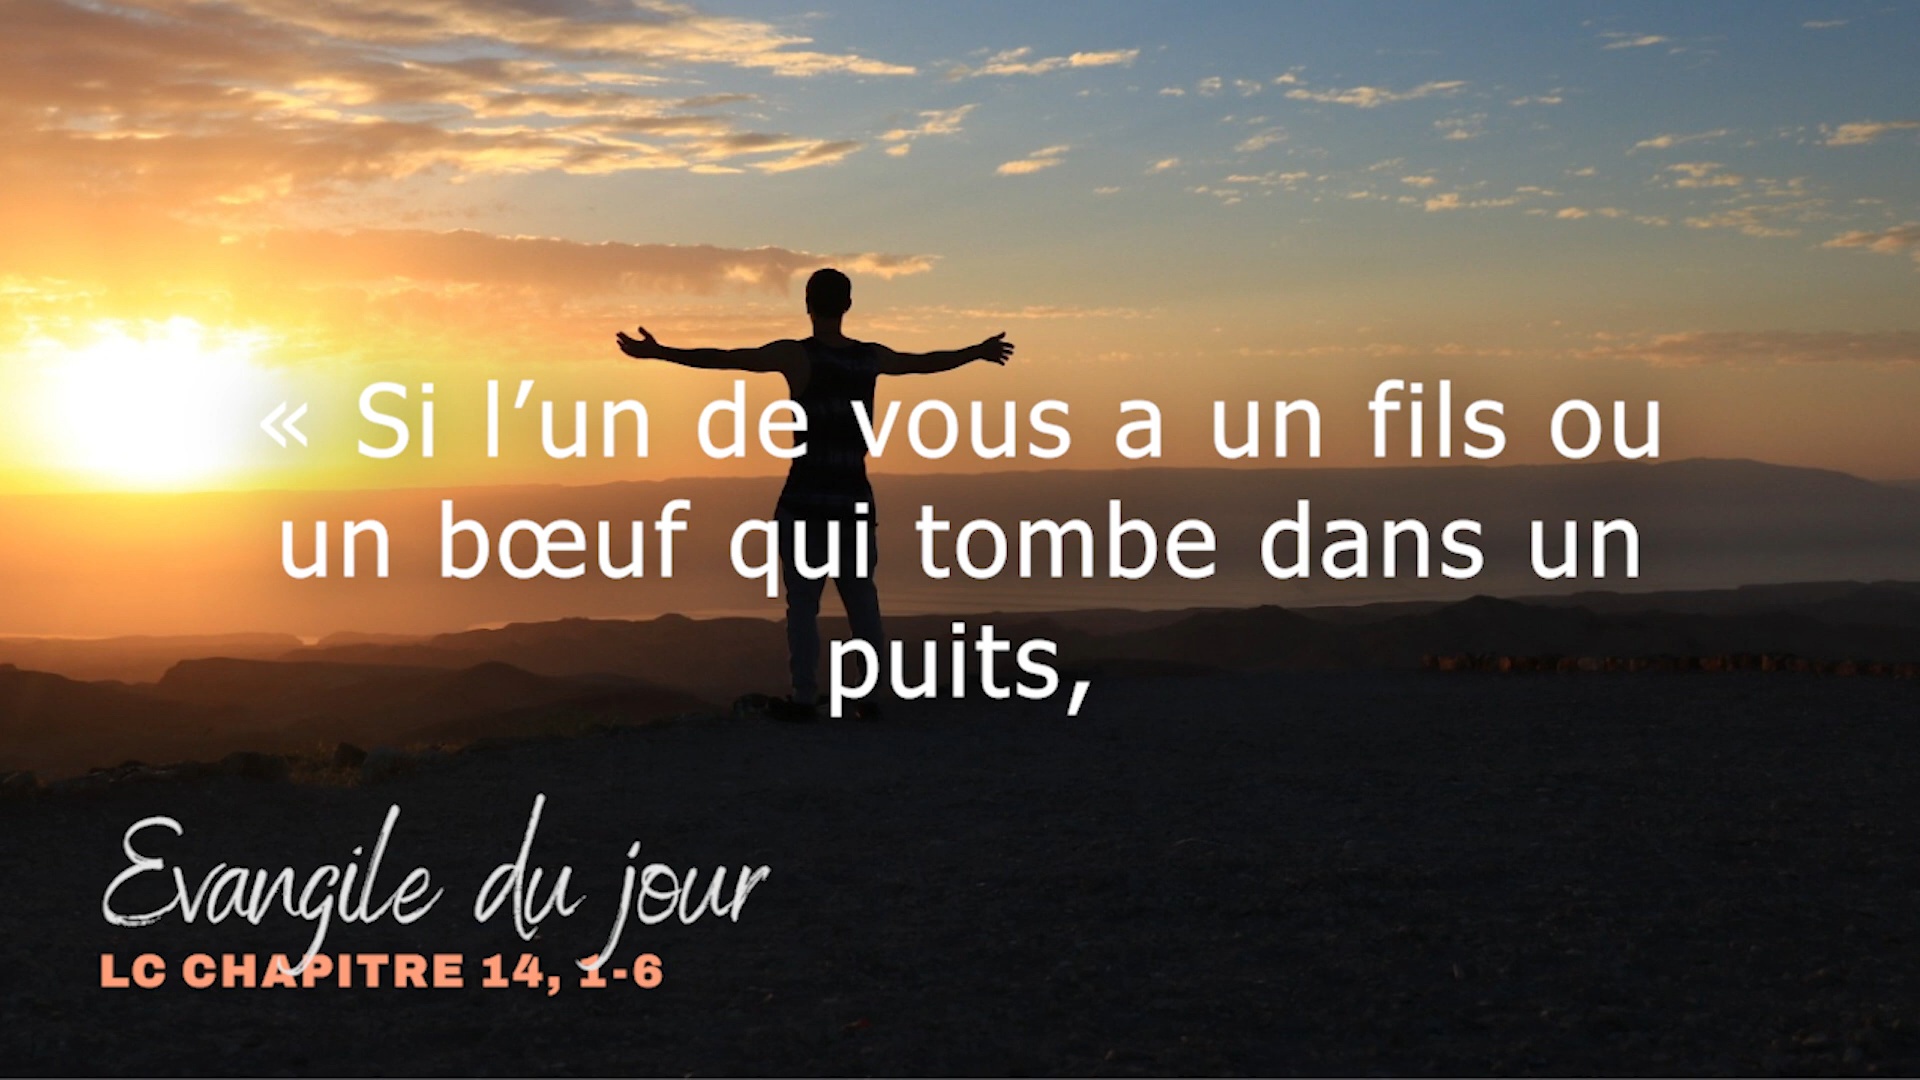 « Si l’un de vous a un fils ou
un bœuf qui tombe dans un
puits,
Evangile du jour
LC CHAPITRE 14, 1-6